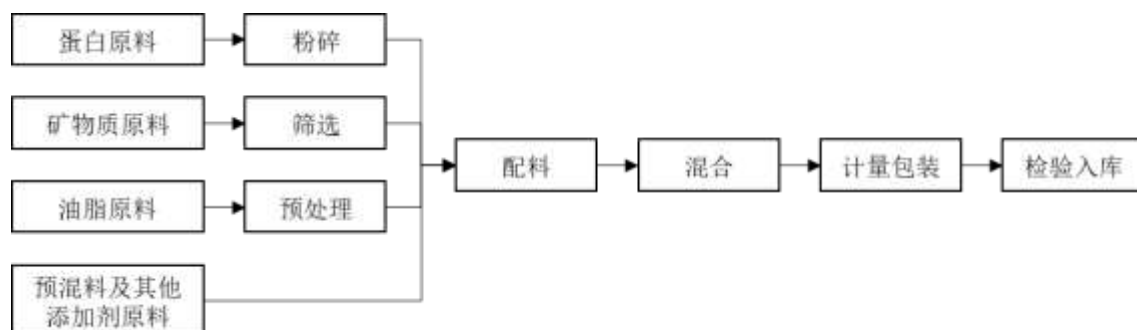 蛋白原料
粉碎
矿物质原料
筛选
油脂原料
预处理
预混料及其他
添加剂原料
配料
混合
计量包装
检验入库